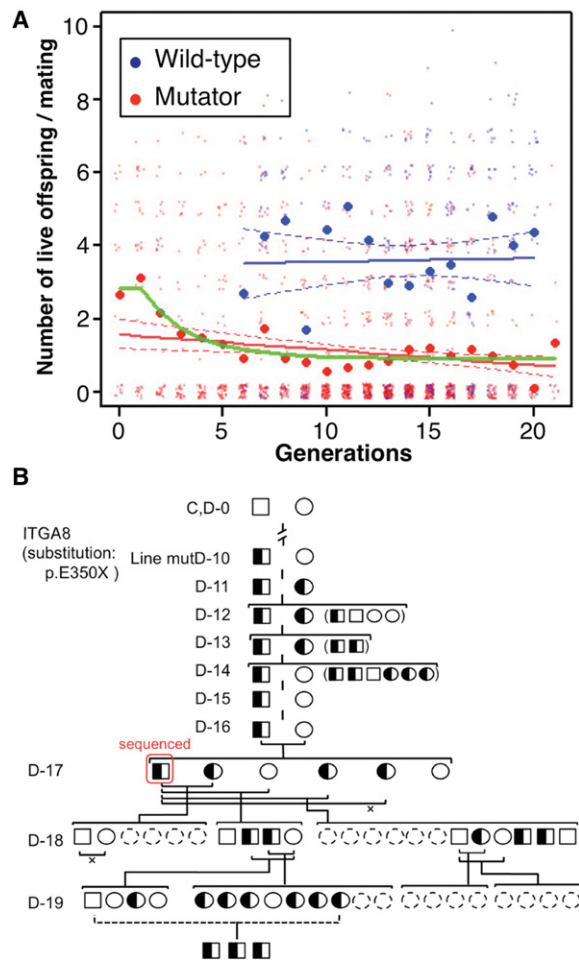 A
Number of live offspring / mating
10
8
6
4
2
0
Wild-type
Mutator
0 5 10 15 20
Generations
B
C,D-0
ITGA8
(substitution:
p.E350X )
Line mutD-10
D-11
D-12
D-13
D-14
D-15
D-16
sequenced
D-17
x
D-18
x
D-19